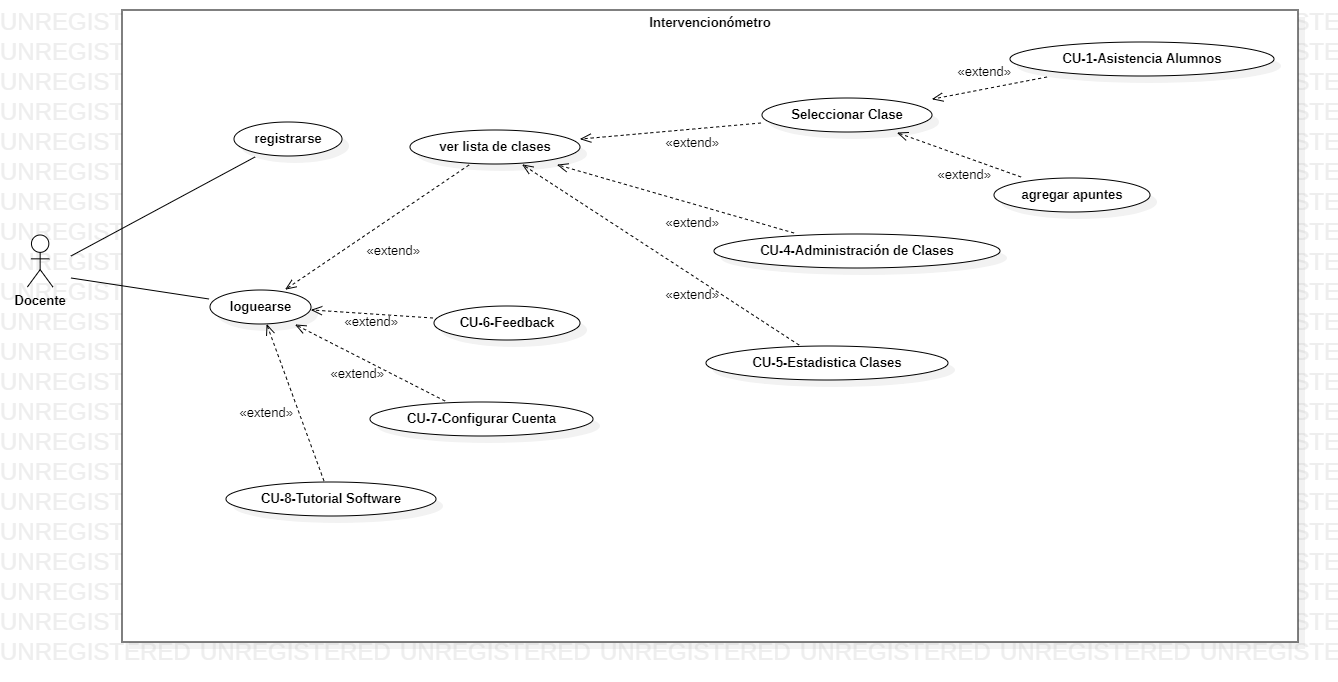 Intervencionómetro
CU-1-Asistencia Alumnos
«extend»
Seleccionar Clase
registrarse
ver lista de clases
«extend»
«extend»
agregar apuntes
«extend»
«extend»
CU-4-Administración de Clases
Docente
loguearse
«extend»
«extend»
CU-6-Feedback
CU-5-Estadistica Clases
«extend»
«extend»
CU-7-Configurar Cuenta
CU-8-Tutorial Software
UNREGISTERED UNREGISTERED UNREGISTERED UNREGISTERED UNREGISTERED UNREGISTERED UNREGISTERED